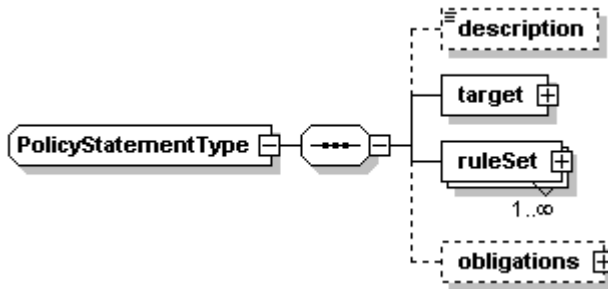 description
target
PolicyStatementType
ruleSet
1..∞
obligations